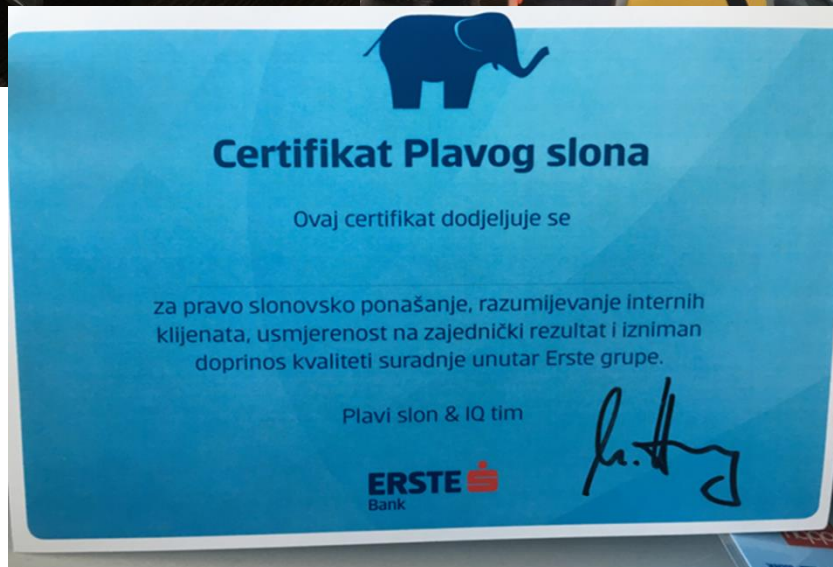 Certifikat Plavog slona
Ovaj certifikat dodjeljuje se
za pravo slonovsko ponašanje, razumijevanje internih
klijenata, usmjerenost na zajednički rezultat i izniman
doprinos kvaliteti suradnje unutar Erste grupe.
Plavi slon & IQ tim
ERSTE
Bank